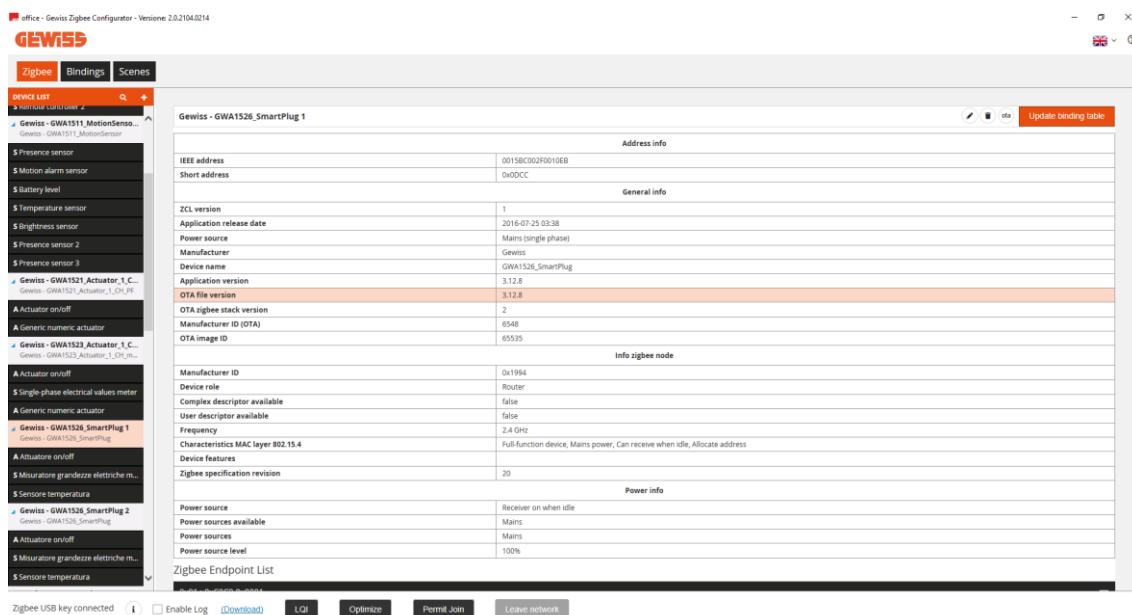 office - Gewiss Zigbee Configurator - Versione: 2.0.2104.0214
GEWISS
Zigbee Bindings Scenes
DEVICE LIST
S Remote controller 2
Gewiss - GWA1511_MotionSenso...
Gewiss - GWA1511_MotionSensor
S Presence sensor
S Motion alarm sensor
S Battery level
S Temperature sensor
S Brightness sensor
S Presence sensor 2
S Presence sensor 3
Gewiss - GWA1521_Actuator_1_C...
Gewiss - GWA1521_Actuator_1_CH_PF
A Actuator on/off
A Generic numeric actuator
Gewiss - GWA1523_Actuator_1_C...
Gewiss - GWA1523_Actuator_1_CH_m...
A Actuator on/off
S Single-phase electrical values meter
A Generic numeric actuator
Gewiss - GWA1526_SmartPlug 1
Gewiss - GWA1526_SmartPlug
A Attuatore on/off
S Misuratore grandezze elettriche m...
S Sensore temperatura
Gewiss - GWA1526_SmartPlug 2
Gewiss - GWA1526_SmartPlug
A Attuatore on/off
S Misuratore grandezze elettriche m...
S Sensore temperatura
Gewiss - GWA1526_SmartPlug 1
ota
Update binding table
Address info
IEEE address 0015BC002F0010EB
Short address 0x0DCC
General info
ZCL version 1
Application release date 2016-07-25 03:38
Power source Mains (single phase)
Manufacturer Gewiss
Device name GWA1526_SmartPlug
Application version 3.12.8
OTA file version 3.12.8
OTA zigbee stack version 2
Manufacturer ID (OTA) 6548
OTA image ID 65535
Info zigbee node
Manufacturer ID 0x1994
Device role Router
Complex descriptor available false
User descriptor available false
Frequency 2.4 GHz
Characteristics MAC layer 802.15.4 Full-function device, Mains power, Can receive when idle, Allocate address
Device features
Zigbee specification revision 20
Power info
Power source Receiver on when idle
Power sources available Mains
Power sources Mains
Power source level 100%
Zigbee Endpoint List
Zigbee USB key connected i Enable Log (Download) LQI Optimize Permit Join Leave network